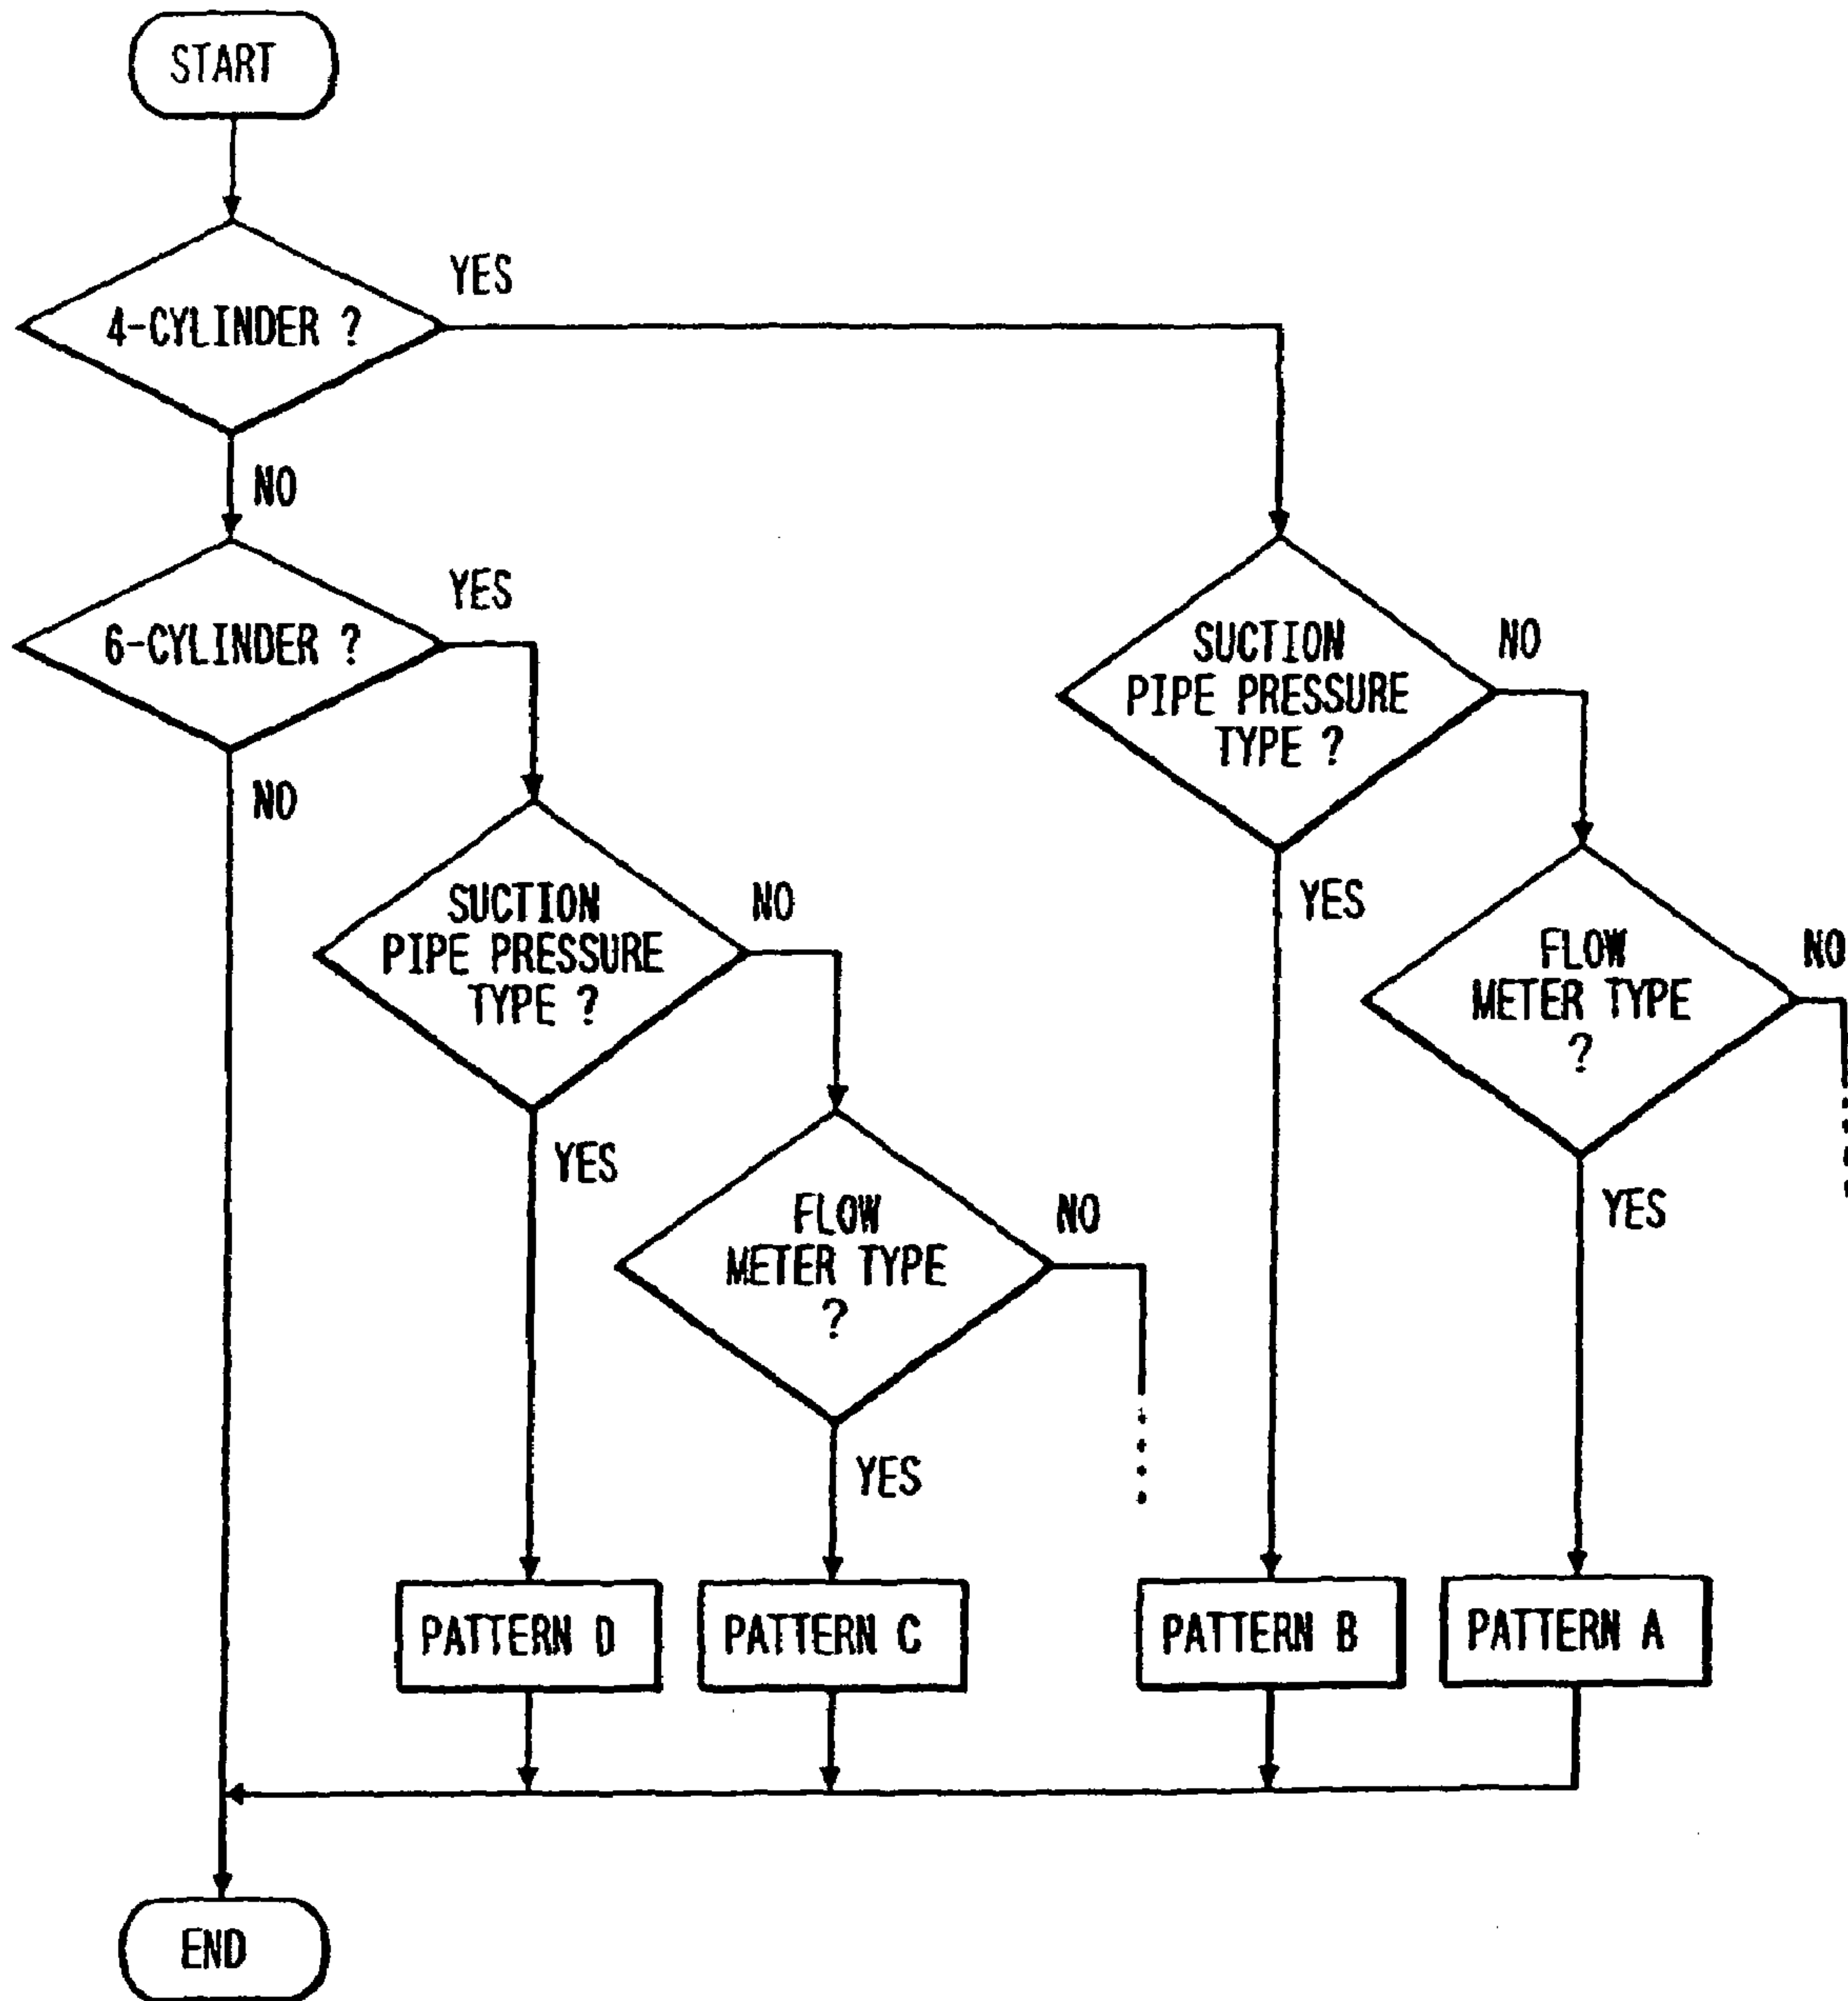 START
4-CYLINDER ?
YES
NO
6-CYLINDER ?
YES
NO
SUCTION
PIPE PRESSURE
TYPE ?
NO
YES
FLOW
METER TYPE
?
NO
YES
SUCTION
PIPE PRESSURE
TYPE ?
NO
YES
FLOW
METER TYPE
?
NO
YES
PATTERN D
PATTERN C
PATTERN B
PATTERN A
END